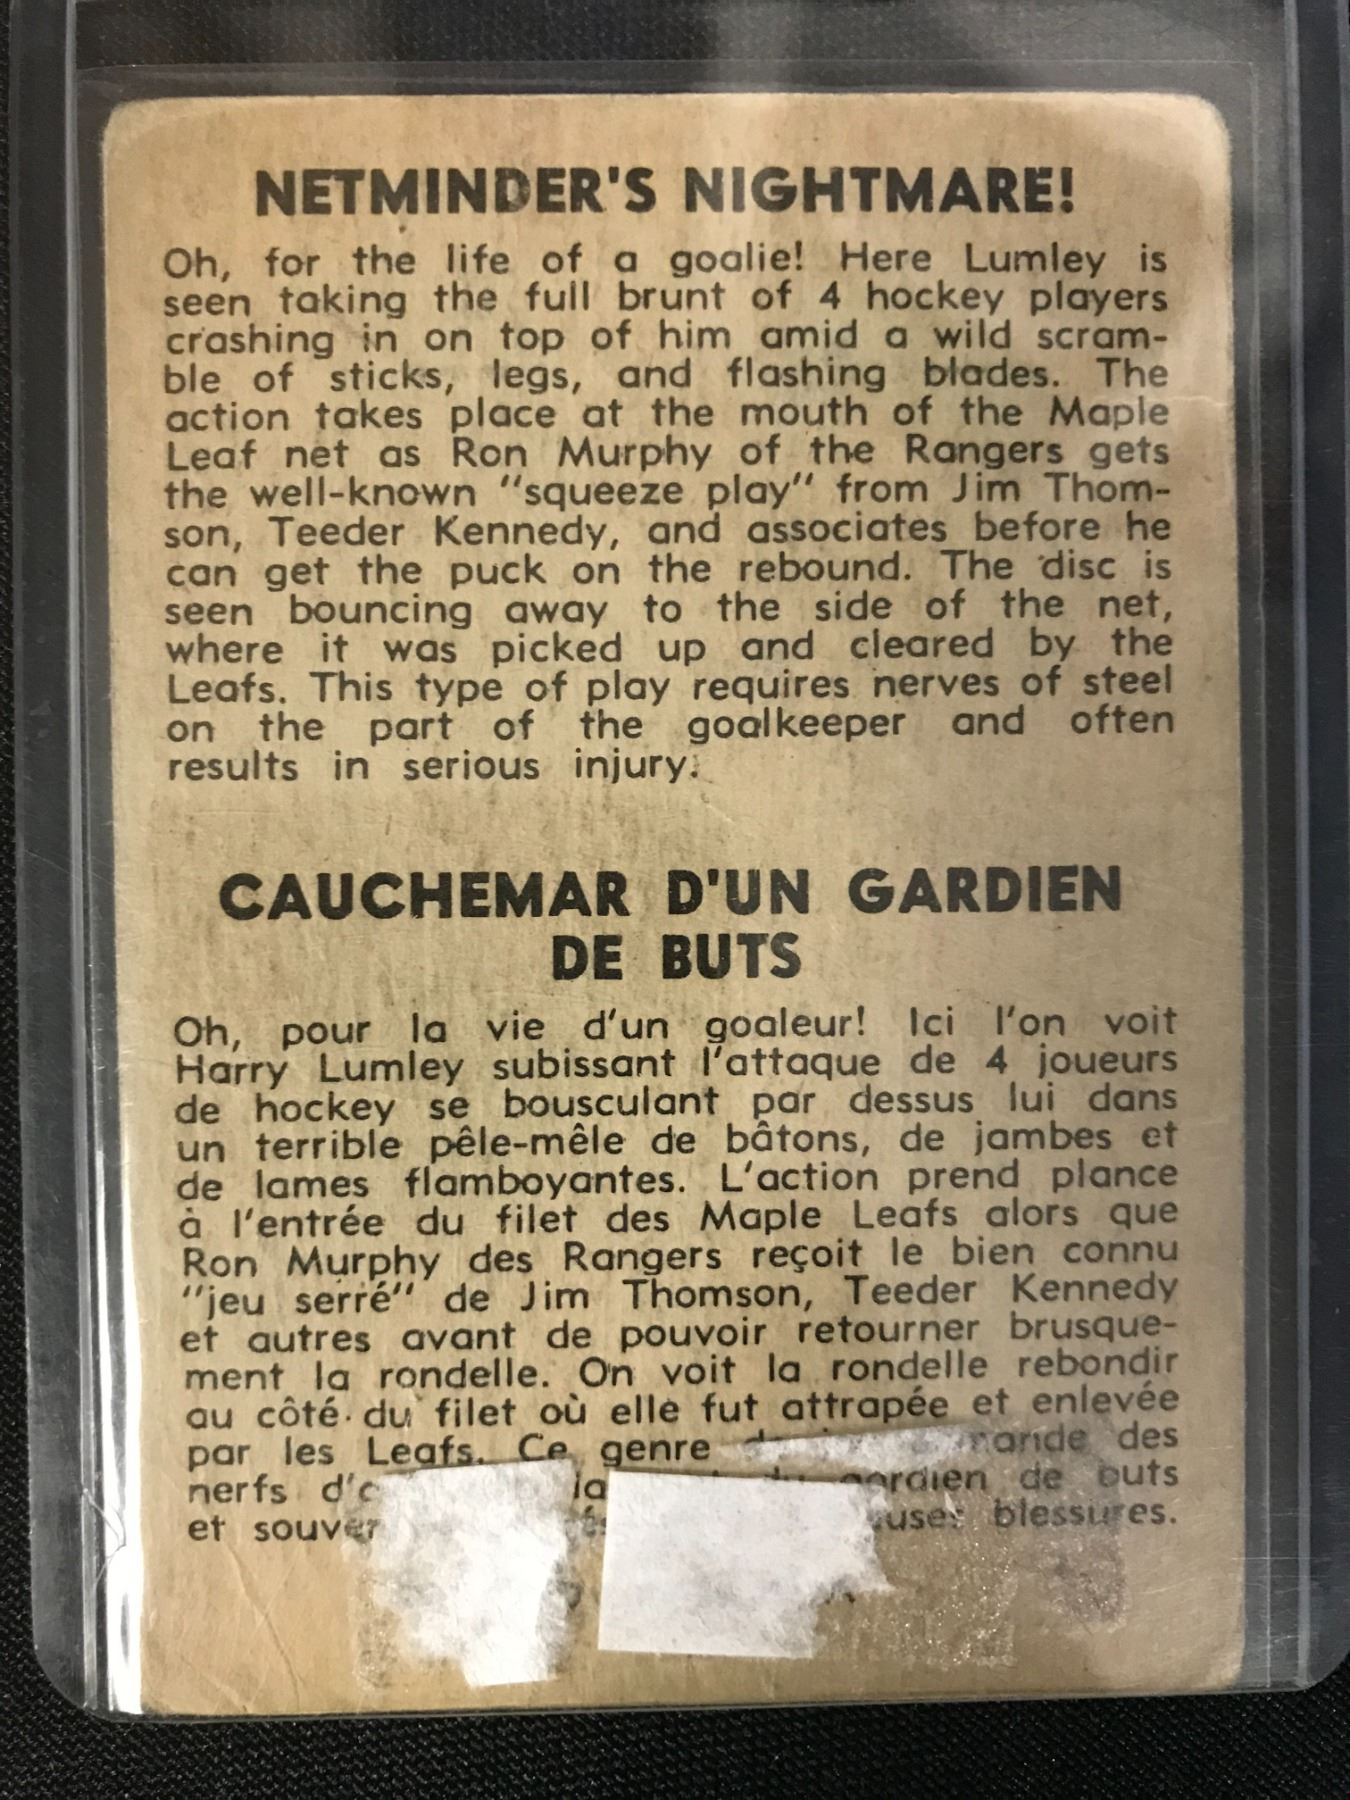 NETMINDER'S NIGHTMARE!
Oh, for the life of a goalie! Here Lumley is
seen taking the full brunt of 4 hockey players
crashing in on top of him amid a wild scram-
ble of sticks, legs, and flashing blades. The
action takes place at the mouth of the Maple
Leaf net as Ron Murphy of the Rangers gets
the well-known "squeeze play" from Jim Thom-
son, Teeder Kennedy, and associates before he
can get the puck on the rebound. The disc is
seen bouncing away to the side of the net,
where it was picked up and cleared by the
Leafs. This type of play requires nerves of steel
on the part of the goalkeeper and often
results in serious injury.
CAUCHEMAR D'UN GARDIEN
DE BUTS
Oh, pour la vie d'un goaleur! Ici l'on voit
Harry Lumley subissant l'attaque de 4 joueurs
de hockey se bousculant par dessus lui dans
un terrible pêle-mêle de bâtons, de jambes et
de lames flamboyantes. L'action prend plance
à l'entrée du filet des Maple Leafs alors que
Ron Murphy des Rangers reçoit le bien connu
"jeu serré" de Jim Thomson, Teeder Kennedy
et autres avant de pouvoir retourner brusque-
ment la rondelle. On voit la rondelle rebondir
au côté du filet où elle fut attrapée et enlevée
par les Leafs. Ce genre des
nerfs gardien de buts
et blessures.